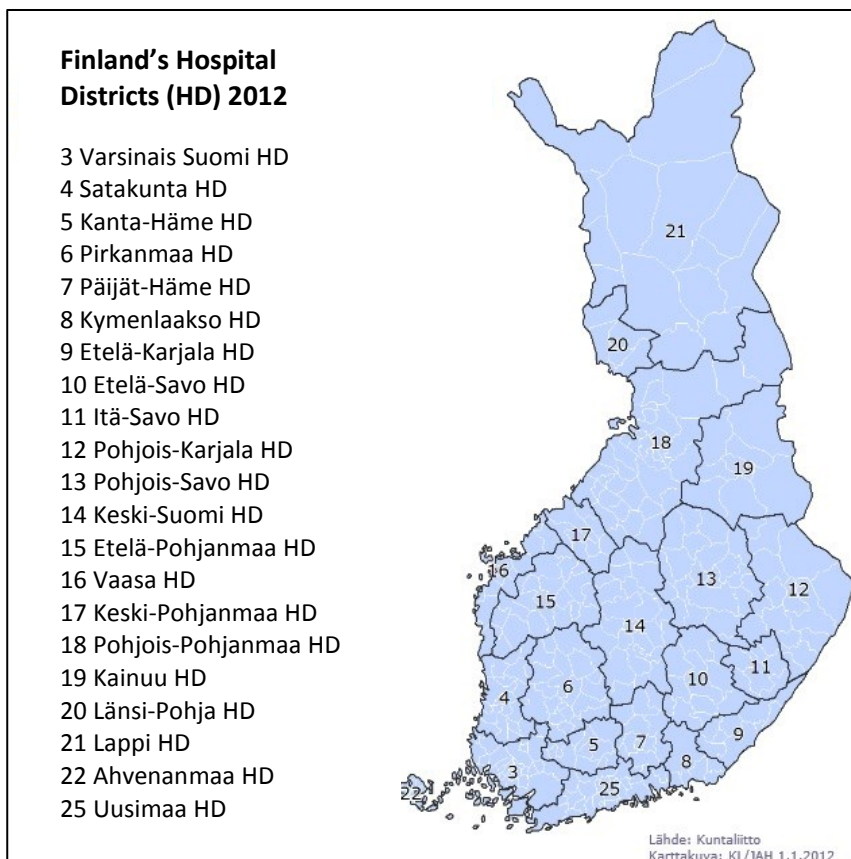 Finland's Hospital
Districts (HD) 2012
3 Varsinais Suomi HD
4 Satakunta HD
5 Kanta-Häme HD
6 Pirkanmaa HD
7 Päijät-Häme HD
8 Kymenlaakso HD
9 Etelä-Karjala HD
10 Etelä-Savo HD
11 Itä-Savo HD
12 Pohjois-Karjala HD
13 Pohjois-Savo HD
14 Keski-Suomi HD
15 Etelä-Pohjanmaa HD
16 Vaasa HD
17 Keski-Pohjanmaa HD
18 Pohjois-Pohjanmaa HD
19 Kainuu HD
20 Länsi-Pohja HD
21 Lappi HD
22 Ahvenanmaa HD
25 Uusimaa HD
21
20
18
19
17
16
13
12
15
14
11
10
6
4
9
7
5
8
3
25
22
Lähde: Kuntaliitto
Karttakuva: KL/JAH 1.1.2012